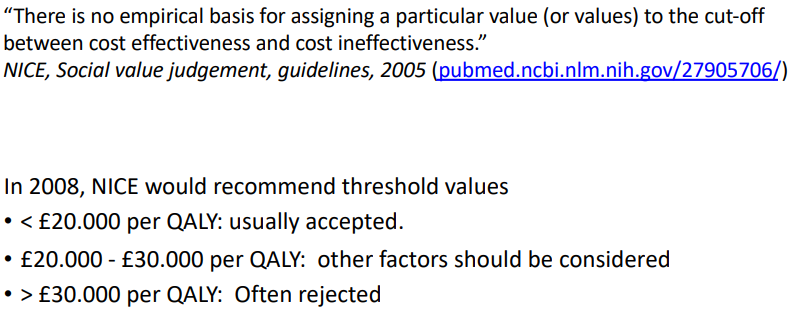 “There is no empirical basis for assigning a particular value (or values) to the cut-off
between cost effectiveness and cost ineffectiveness.”
NICE, Social value judgement, guidelines, 2005 (pubmed.ncbi.nlm.nih.gov/27905706/)
In 2008, NICE would recommend threshold values
• < £20.000 per QALY: usually accepted.
• £20.000 - £30.000 per QALY:  other factors should be considered
• > £30.000 per QALY:  Often rejected